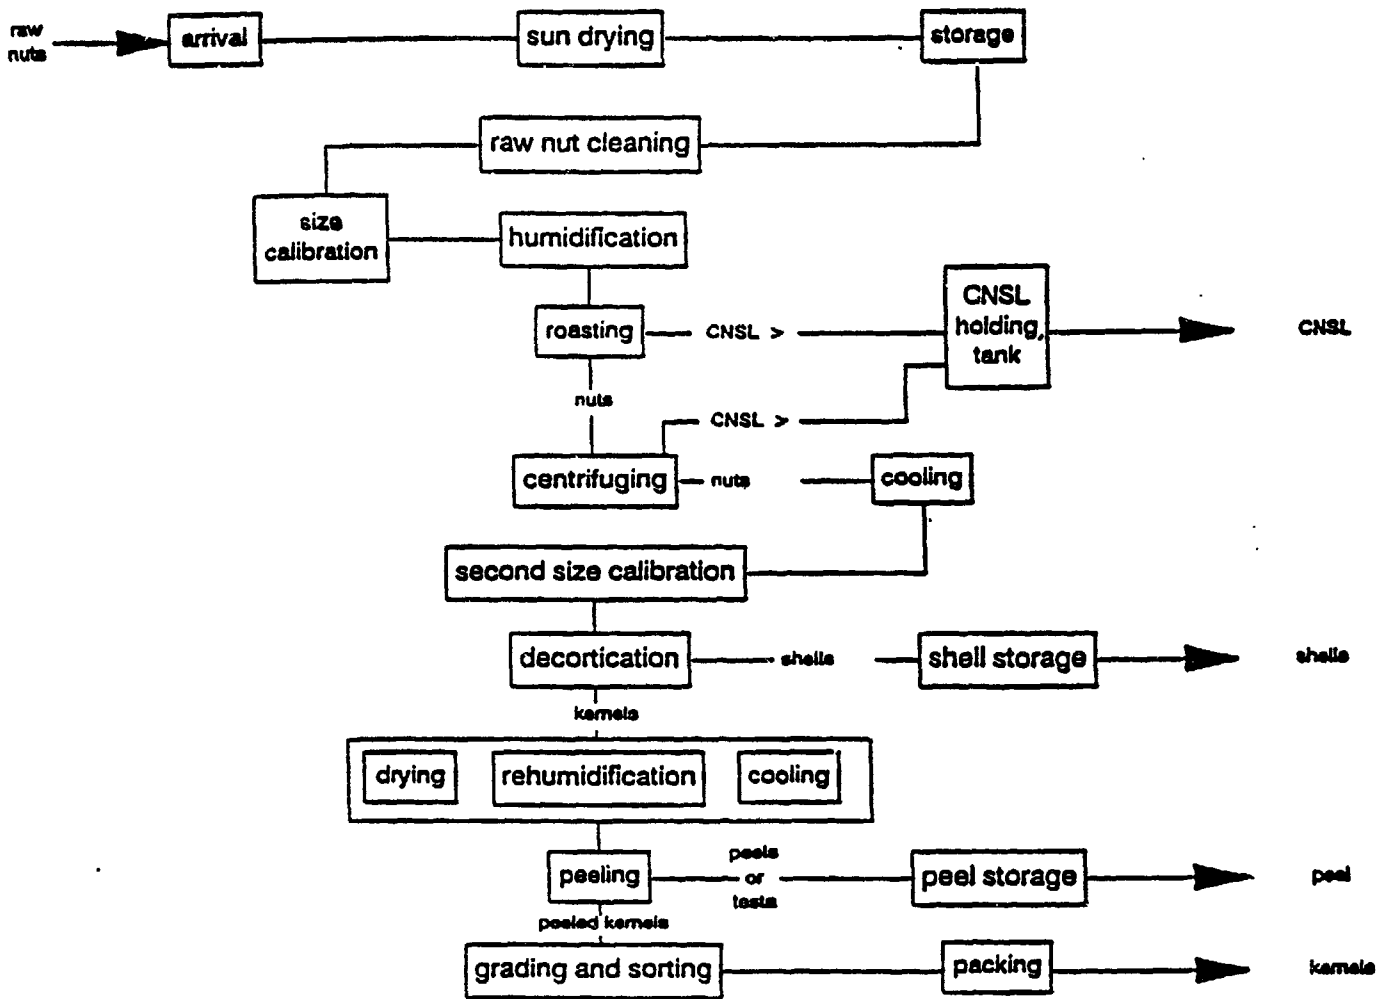 raw
nuts
arrival
sun drying
storage
raw nut cleaning
size
calibration
humidification
roasting
CNSL >
CNSL
holding
tank
CNSL
nuts
CNSL >
centrifuging
nuts
cooling
second size calibration
decortication
shells
shell storage
shells
kernels
drying
rehumidification
cooling
peeling
peels
or
testa
peel storage
peel
peeled kernels
grading and sorting
packing
kernels